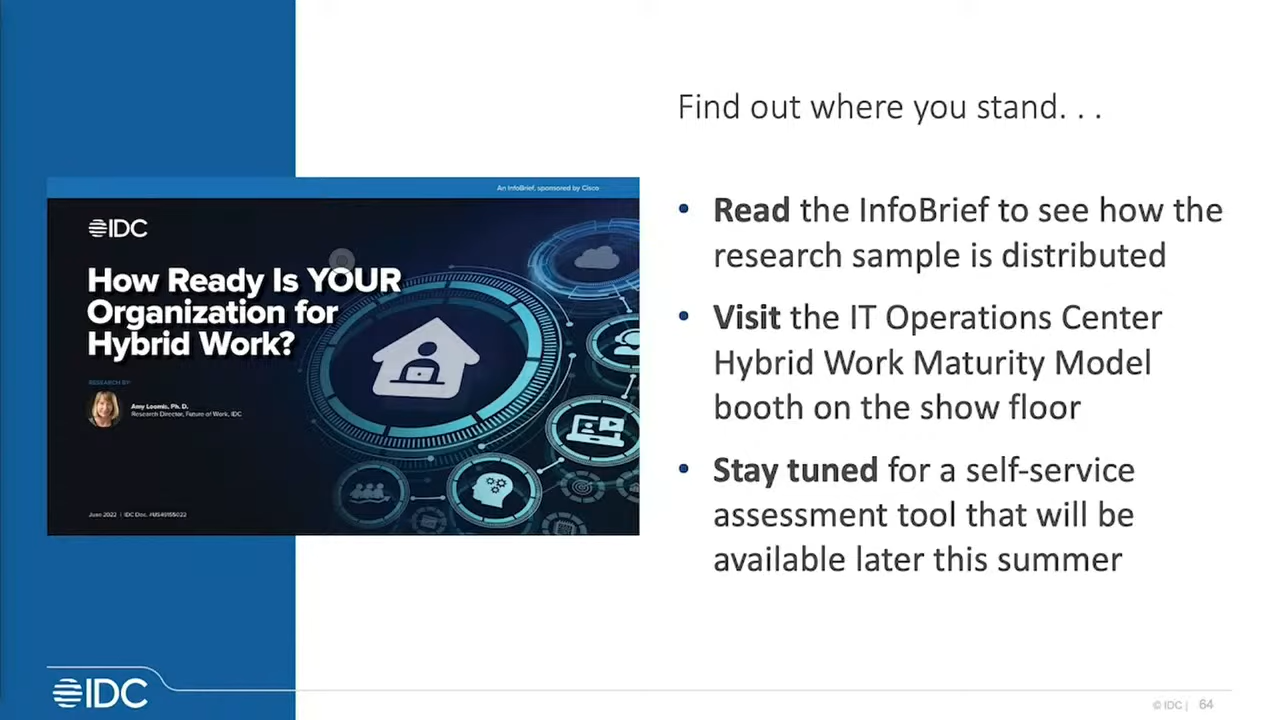 Find out where you stand. . .
An InfoBrief, sponsored by Cisco
IDC
How Ready Is YOUR
Organization for
Hybrid Work?
RESEARCH BY:
Amy Loomis, Ph. D.
Research Director, Future of Work, IDC
June 2022 | IDC Doc. #US49155022
• Read the InfoBrief to see how the
research sample is distributed
• Visit the IT Operations Center
Hybrid Work Maturity Model
booth on the show floor
• Stay tuned for a self-service
assessment tool that will be
available later this summer
IDC
© IDC | 64